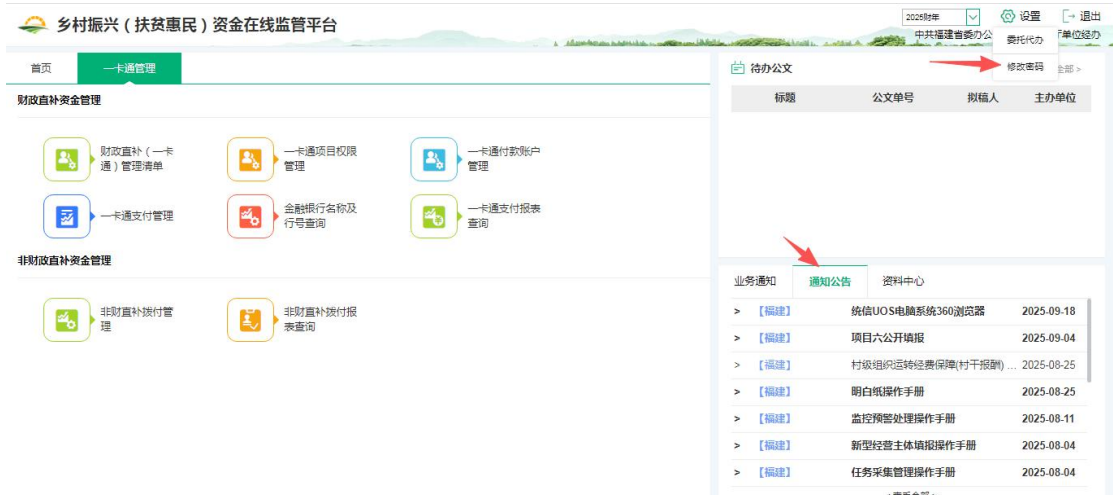 乡村振兴（扶贫惠民）资金在线监管平台
2025财年
设置
退出
中共福建省委办公
单位经办
委托代办
修改密码
首页
一卡通管理
待办公文
全部 >
标题 公文单号 拟稿人 主办单位
财政直补资金管理
财政直补（一卡
通）管理清单
一卡通项目权限
管理
一卡通付款账户
管理
一卡通支付管理
金融银行名称及
行号查询
一卡通支付报表
查询
非财政直补资金管理
非财直补拨付管
理
非财直补拨付报
表查询
业务通知 通知公告 资料中心
> 【福建】 统信UOS电脑系统360浏览器 2025-09-18
> 【福建】 项目六公开填报 2025-09-04
> 【福建】 村级组织运转经费保障(村干报酬) ... 2025-08-25
> 【福建】 明白纸操作手册 2025-08-25
> 【福建】 监控预警处理操作手册 2025-08-11
> 【福建】 新型经营主体填报操作手册 2025-08-04
> 【福建】 任务采集管理操作手册 2025-08-04